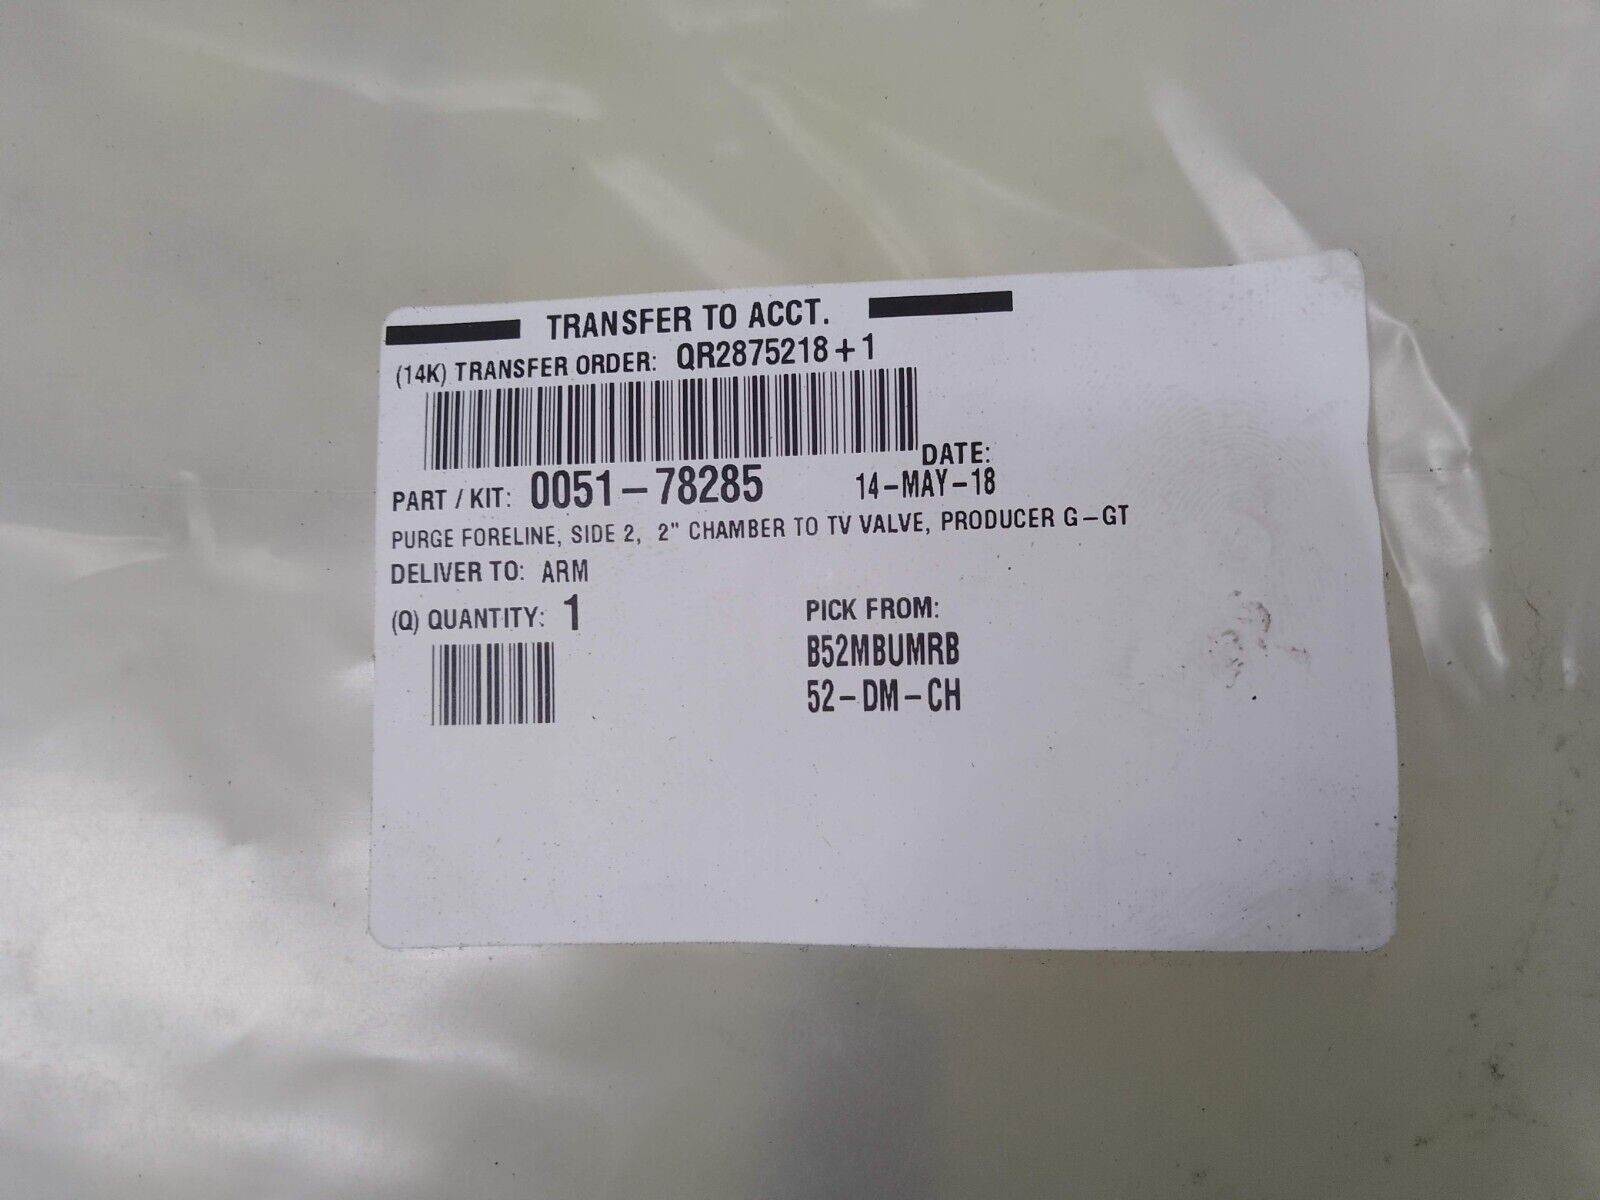 TRANSFER TO ACCT.
(14K) TRANSFER ORDER: QR2875218+1
DATE:
PART / KIT: 0051-78285 14-MAY-18
PURGE FORELINE, SIDE 2, 2" CHAMBER TO TV VALVE, PRODUCER G-GT
DELIVER TO: ARM
(Q) QUANTITY: 1 PICK FROM:
B52MBUMRB
52-DM-CH